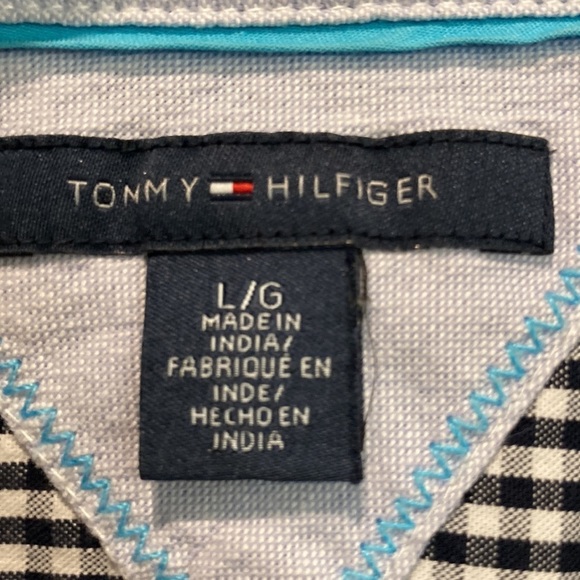 TOMMY HILFIGER
L/G
MADE IN
INDIA/
FABRIQUÉ EN
INDE/
HECHO EN
INDIA